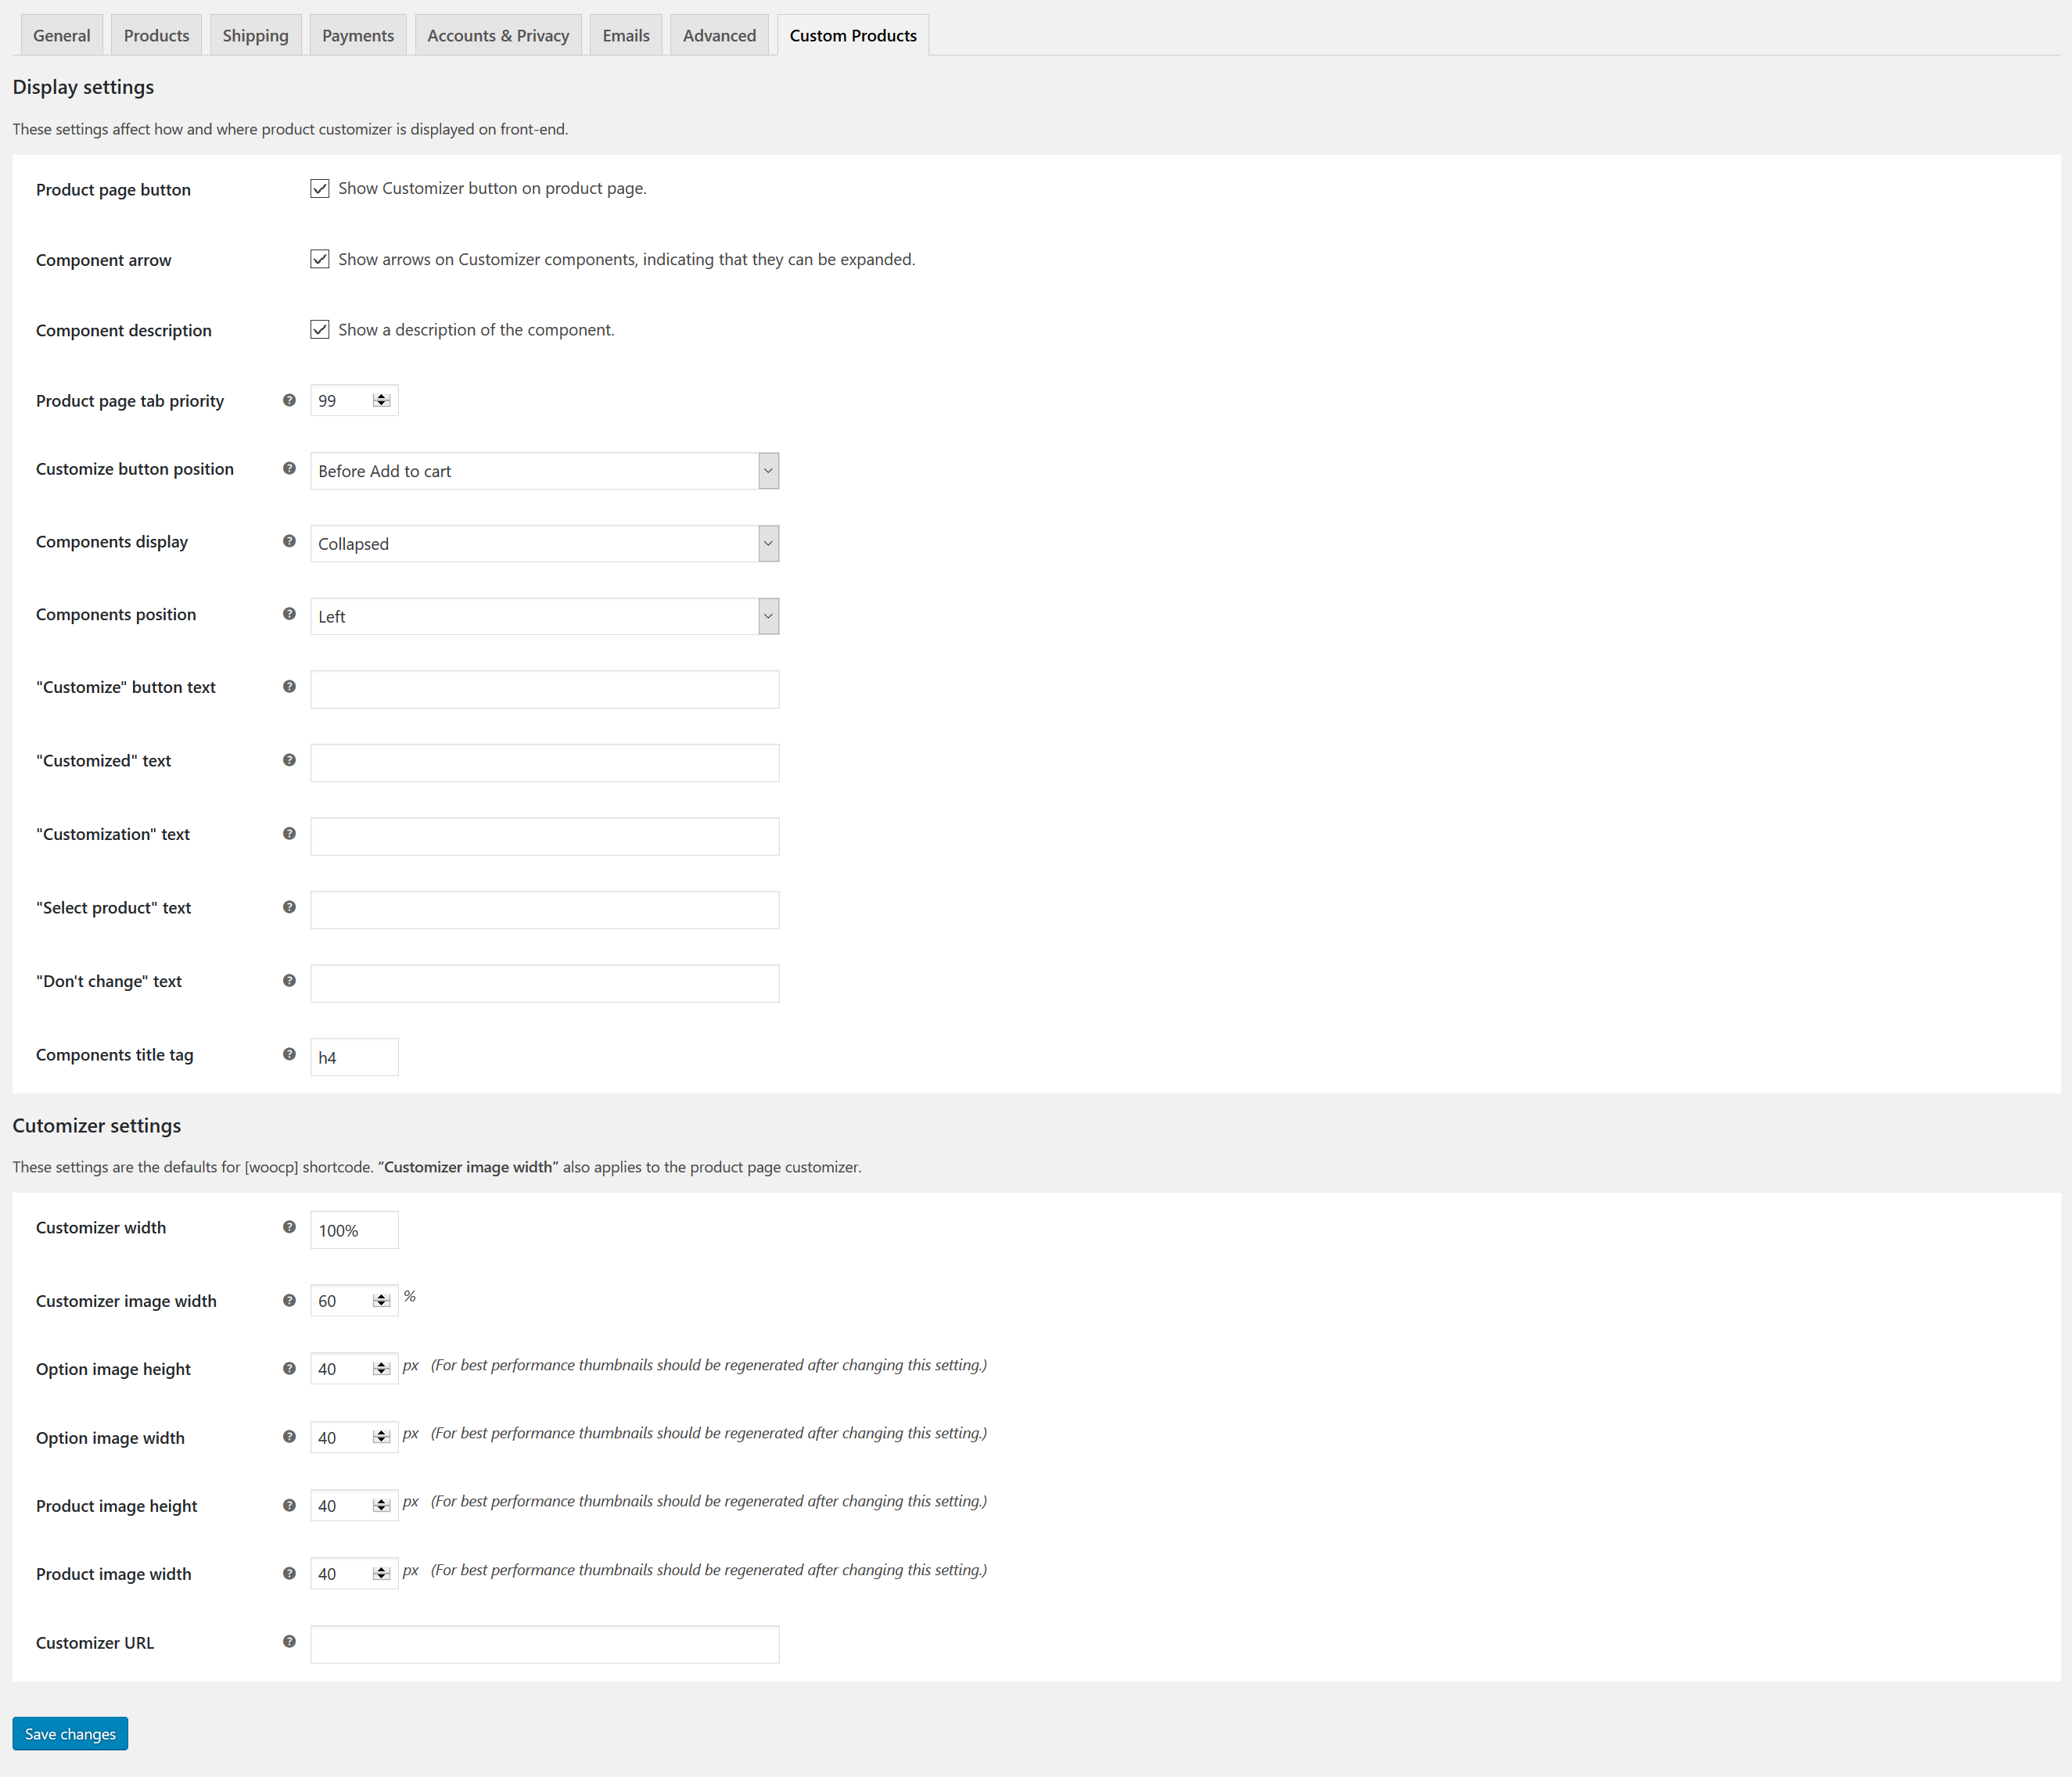 General Products Shipping Payments Accounts & Privacy Emails Advanced Custom Products
Display settings
These settings affect how and where product customizer is displayed on front-end.
Product page button Show Customizer button on product page.
Component arrow Show arrows on Customizer components, indicating that they can be expanded.
Component description Show a description of the component.
Product page tab priority ? 99
Customize button position ? Before Add to cart
Components display ? Collapsed
Components position ? Left
"Customize" button text ?
"Customized" text ?
"Customization" text ?
"Select product" text ?
"Don't change" text ?
Components title tag ? h4
Cutomizer settings
These settings are the defaults for [woocp] shortcode. “Customizer image width” also applies to the product page customizer.
Customizer width ? 100%
Customizer image width ? 60 %
Option image height ? 40 px (For best performance thumbnails should be regenerated after changing this setting.)
Option image width ? 40 px (For best performance thumbnails should be regenerated after changing this setting.)
Product image height ? 40 px (For best performance thumbnails should be regenerated after changing this setting.)
Product image width ? 40 px (For best performance thumbnails should be regenerated after changing this setting.)
Customizer URL ?
Save changes